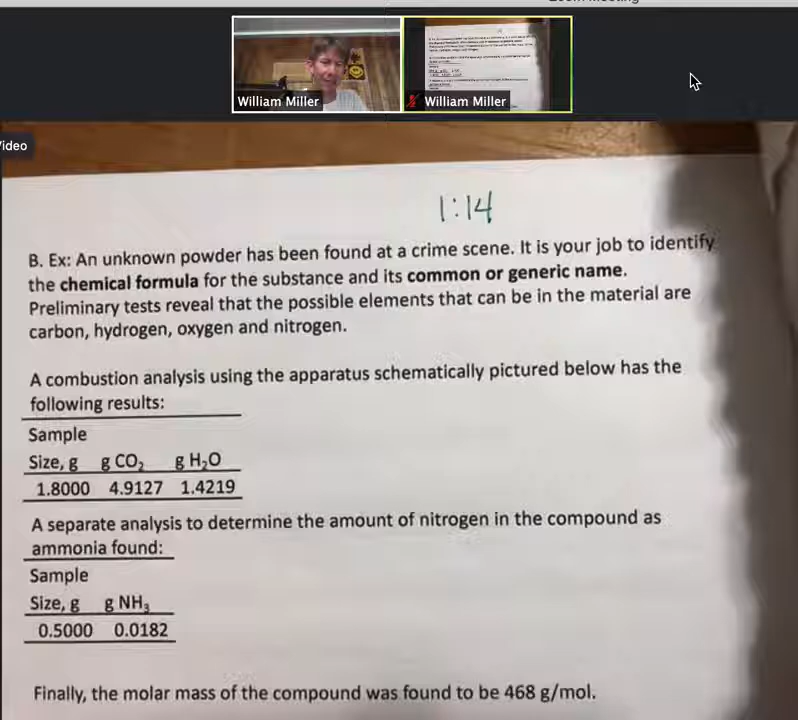 William Miller
William Miller
Video
1:14
B. Ex: An unknown powder has been found at a crime scene. It is your job to identify
the chemical formula for the substance and its common or generic name.
Preliminary tests reveal that the possible elements that can be in the material are
carbon, hydrogen, oxygen and nitrogen.
A combustion analysis using the apparatus schematically pictured below has the
following results:
Sample
Size, g g CO₂ g H₂O
1.8000 4.9127 1.4219
A separate analysis to determine the amount of nitrogen in the compound as
ammonia found:
Sample
Size, g g NH₃
0.5000 0.0182
Finally, the molar mass of the compound was found to be 468 g/mol.